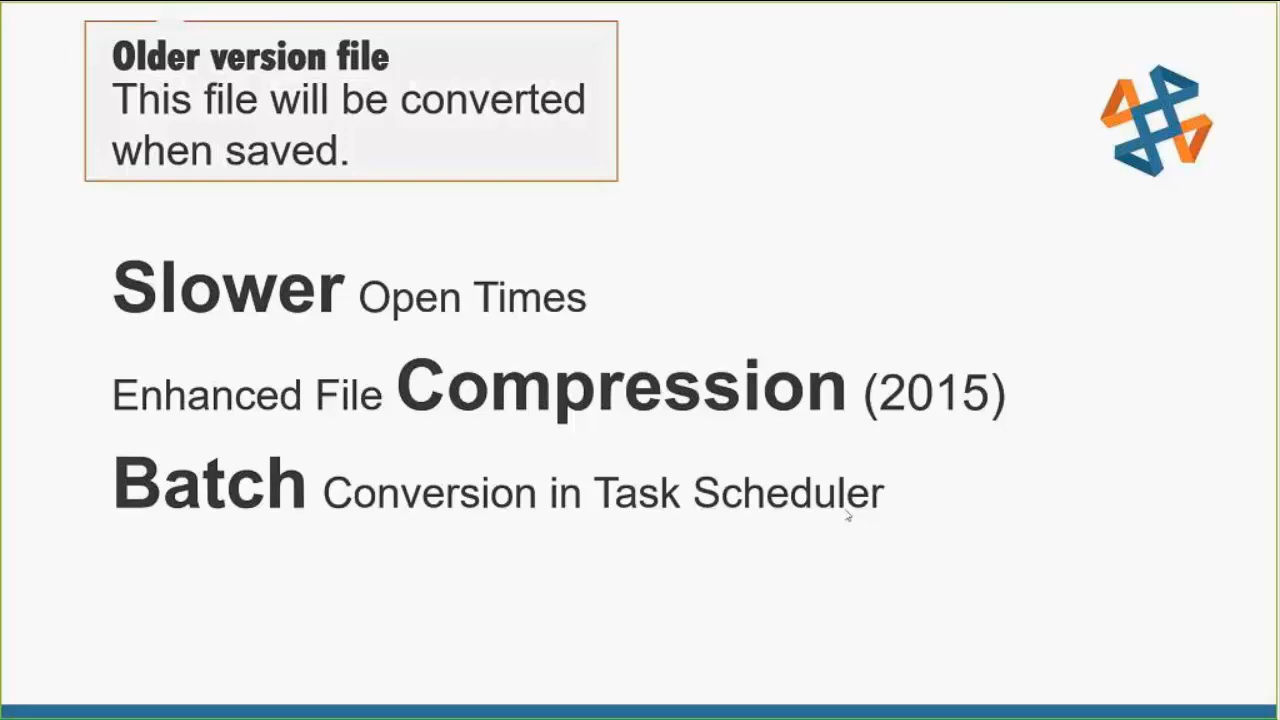 Older version file
This file will be converted
when saved.
Slower Open Times
Enhanced File Compression (2015)
Batch Conversion in Task Scheduler